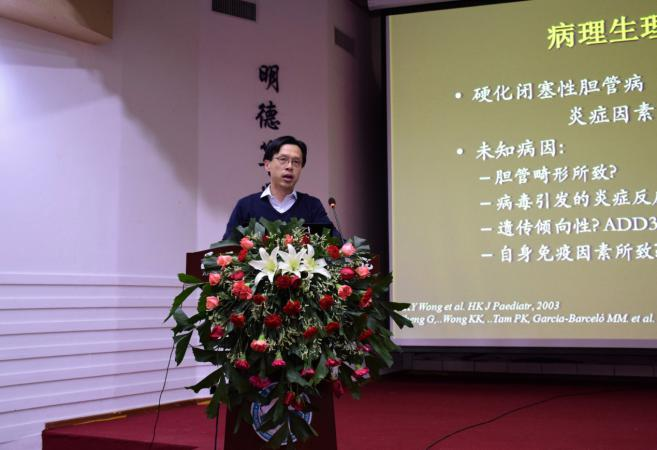 明德
病理生理
• 硬化闭塞性胆管病
炎症因素
• 未知病因:
– 胆管畸形所致?
– 病毒引发的炎症反应
– 遗传倾向性? ADD3
– 自身免疫因素所致?
Y Wong et al. HK J Paediatr, 2003
eng G,..Wong KK, ..Tam PK, Garcia-Barceló MM. et al.